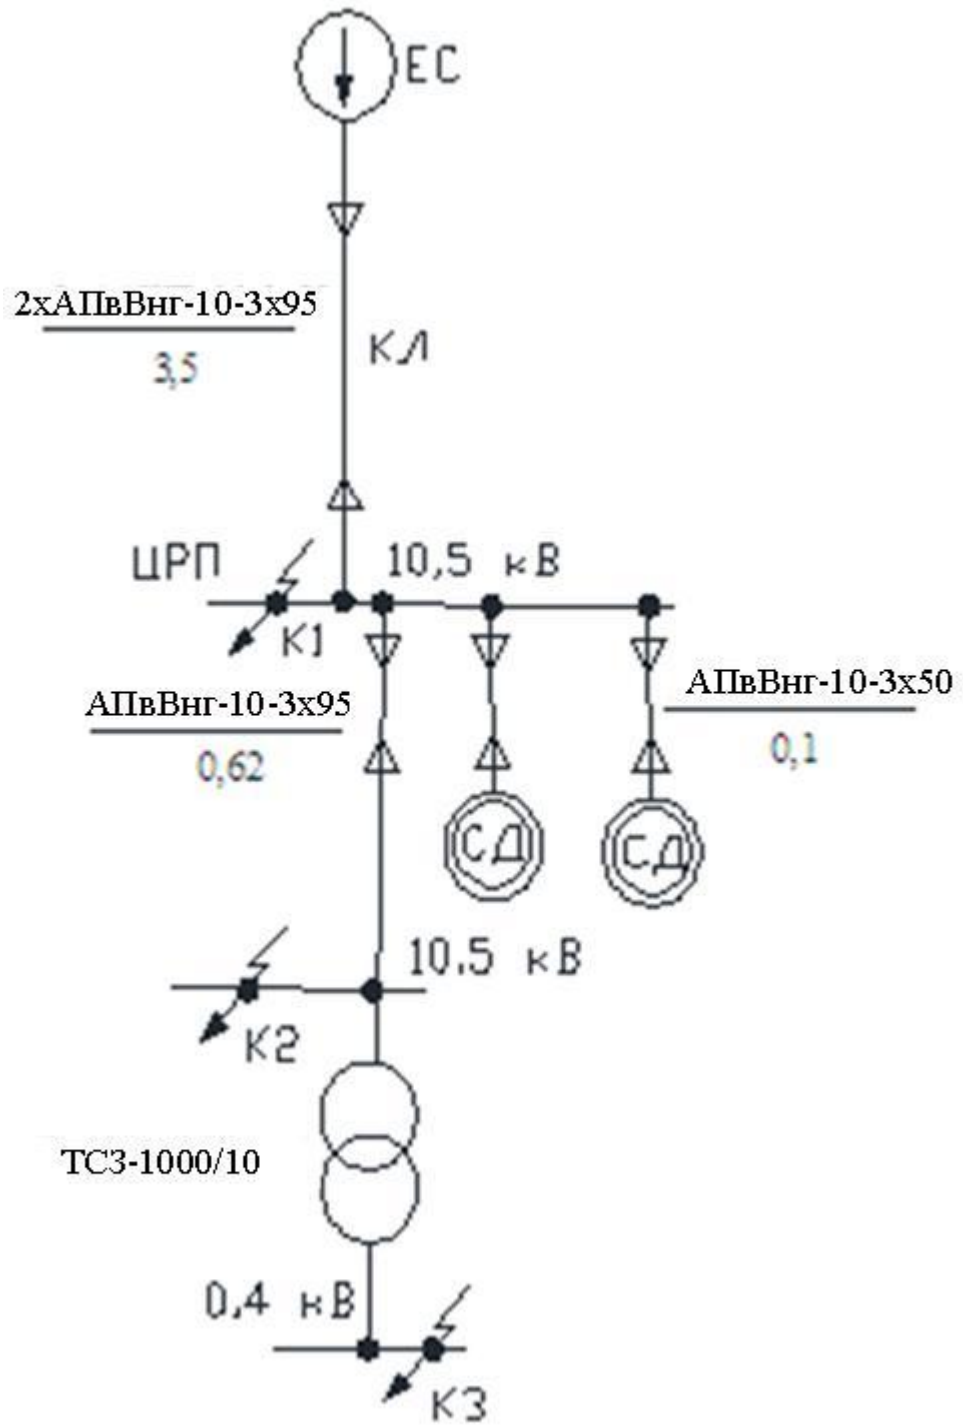 ЕС
2хАПвВнг-10-3х95
3,5
КЛ
ЦРП
10,5 кВ
К1
АПвВнг-10-3х95
0,62
АПвВнг-10-3х50
0,1
СД
СД
10.5 кВ
К2
ТСЗ-1000/10
0,4 кВ
К3